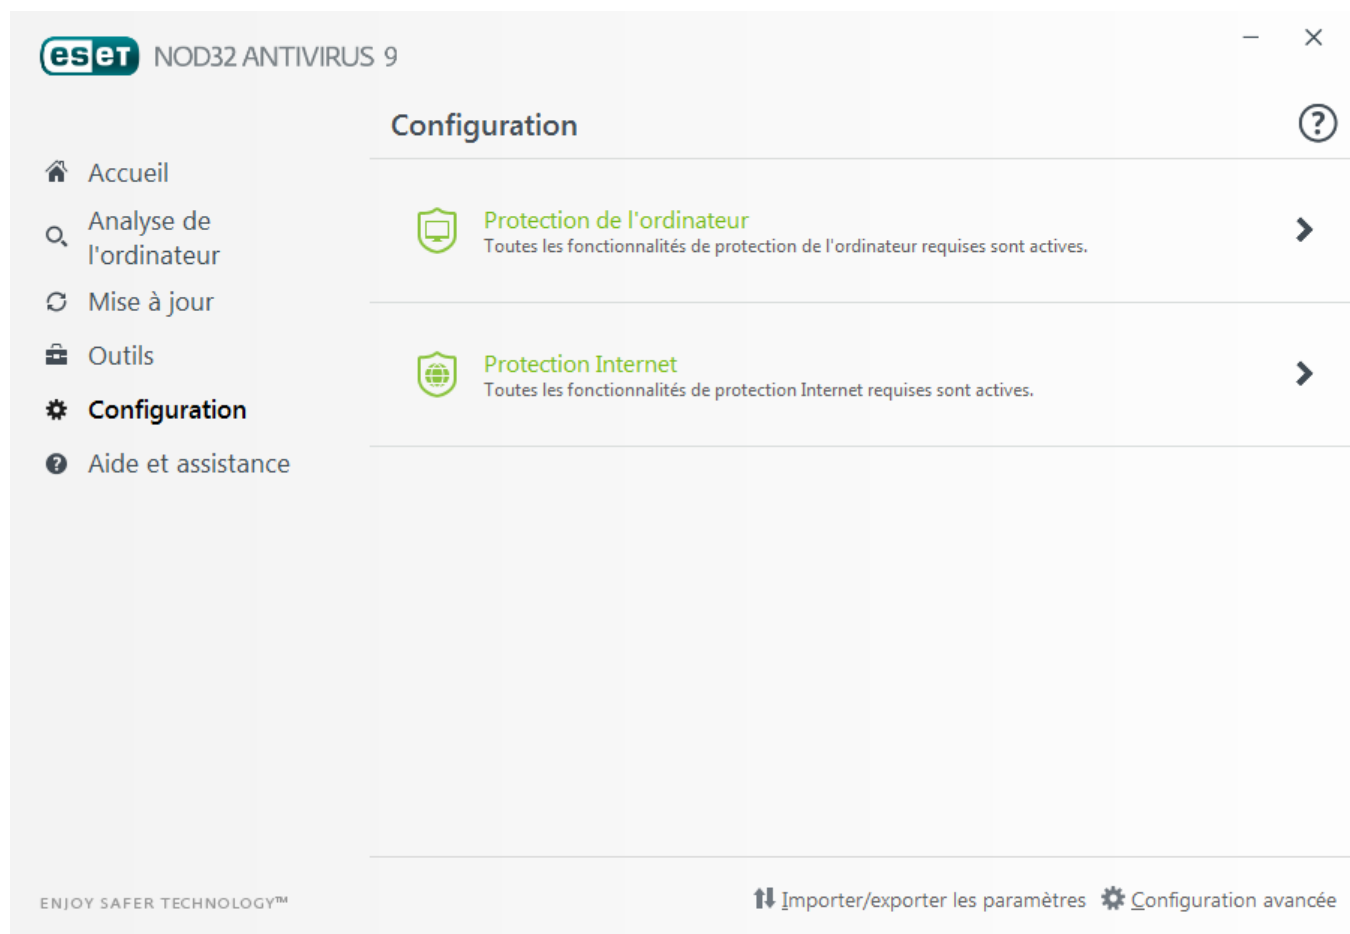 eset NOD32 ANTIVIRUS 9
Configuration
?
Accueil
Analyse de
l'ordinateur
Mise à jour
Outils
Configuration
Aide et assistance
Protection de l'ordinateur
Toutes les fonctionnalités de protection de l'ordinateur requises sont actives.
Protection Internet
Toutes les fonctionnalités de protection Internet requises sont actives.
ENJOY SAFER TECHNOLOGY™
Importer/exporter les paramètres Configuration avancée